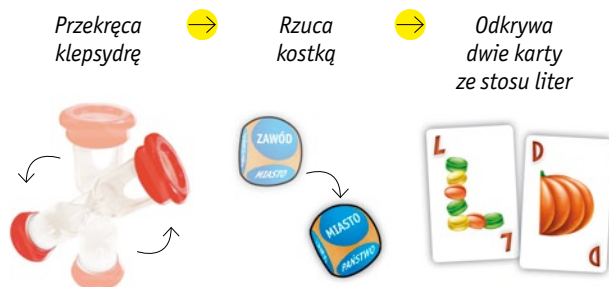 Przekręca
klepsydrę
Rzuca
kostką
Odkrywa
dwie karty
ze stosu liter
ZAWÓD
MIASTO
MIASTO
PAŃSTWO
L
L
D
D